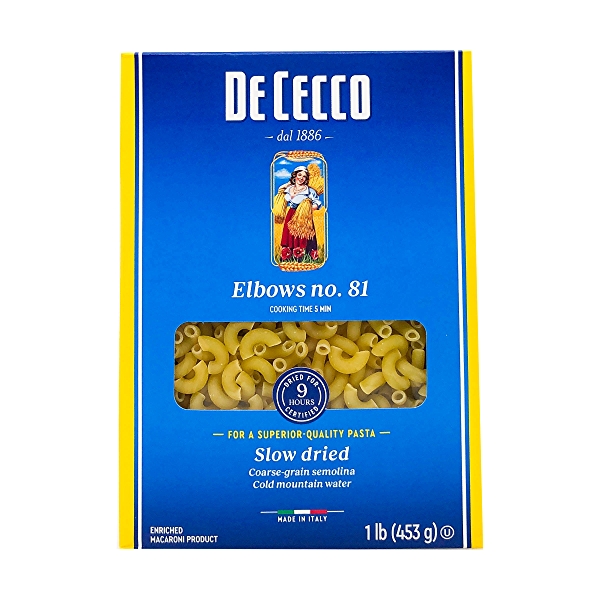 DE CECCO
dal 1886
Elbows no. 81
COOKING TIME 5 MIN
DRIED FOR
9
HOURS
CERTIFIED
FOR A SUPERIOR-QUALITY PASTA
Slow dried
Coarse-grain semolina
Cold mountain water
MADE IN ITALY
ENRICHED
MACARONI PRODUCT
1 lb (453 g) U